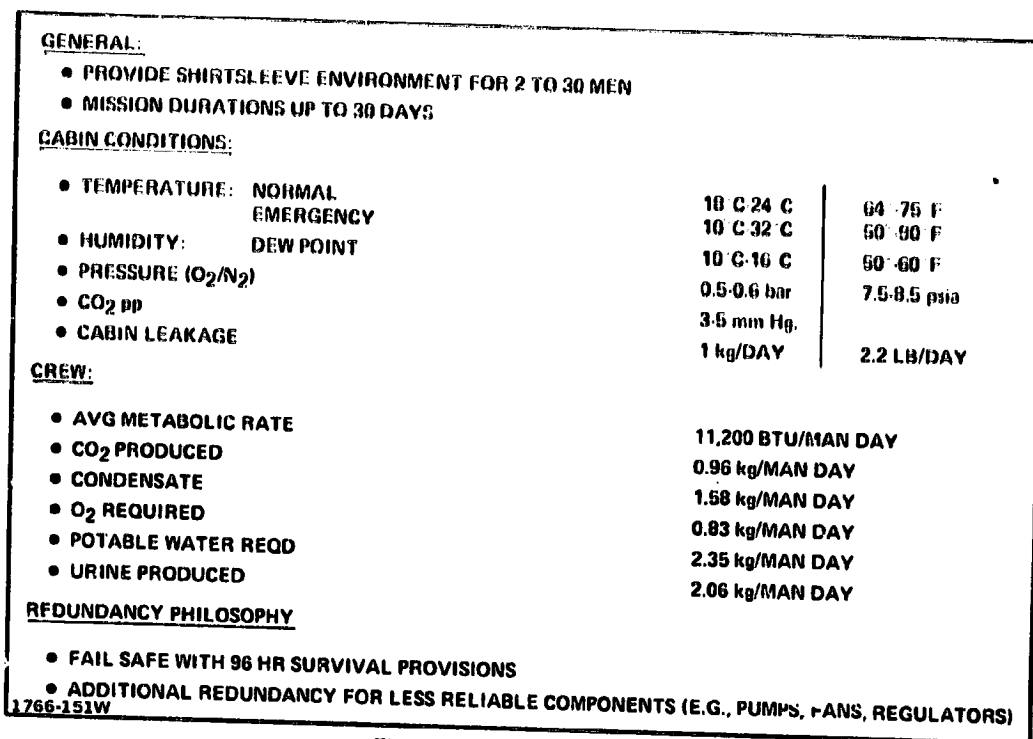 GENERAL:
• PROVIDE SHIRTSLEEVE ENVIRONMENT FOR 2 TO 30 MEN
• MISSION DURATIONS UP TO 30 DAYS
CABIN CONDITIONS:
• TEMPERATURE: NORMAL 18°C-24°C 64°-75°F
EMERGENCY 10°C-32°C 50°-90°F
• HUMIDITY: DEW POINT 10°C-16°C 50°-60°F
• PRESSURE (O2/N2) 0.5-0.6 bar 7.5-8.5 psia
• CO2 pp 3-5 mm Hg.
• CABIN LEAKAGE 1 kg/DAY 2.2 LB/DAY
CREW:
• AVG METABOLIC RATE 11,200 BTU/MAN DAY
• CO2 PRODUCED 0.96 kg/MAN DAY
• CONDENSATE 1.58 kg/MAN DAY
• O2 REQUIRED 0.83 kg/MAN DAY
• POTABLE WATER REQD 2.35 kg/MAN DAY
• URINE PRODUCED 2.06 kg/MAN DAY
REDUNDANCY PHILOSOPHY
• FAIL SAFE WITH 96 HR SURVIVAL PROVISIONS
• ADDITIONAL REDUNDANCY FOR LESS RELIABLE COMPONENTS (E.G., PUMPS, FANS, REGULATORS)
1766-151W